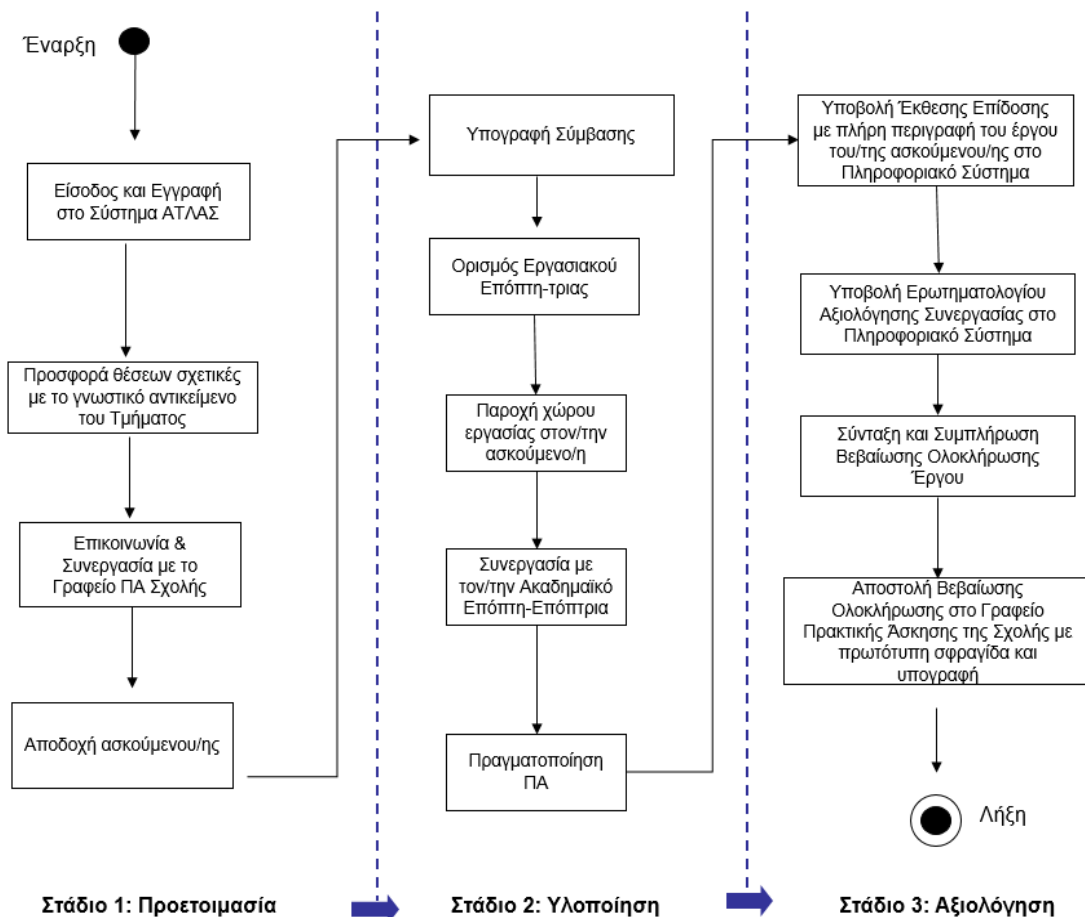 Έναρξη
Είσοδος και Εγγραφή
στο Σύστημα ΑΤΛΑΣ
Προσφορά θέσεων σχετικές
με το γνωστικό αντικείμενο
του Τμήματος
Επικοινωνία &
Συνεργασία με το
Γραφείο ΠΑ Σχολής
Αποδοχή ασκούμενου/ης
Υπογραφή Σύμβασης
Ορισμός Εργασιακού
Επόπτη-τριας
Παροχή χώρου
εργασίας στον/την
ασκούμενο/η
Συνεργασία με
τον/την Ακαδημαϊκό
Επόπτη-Επόπτρια
Πραγματοποίηση
ΠΑ
Υποβολή Έκθεσης Επίδοσης
με πλήρη περιγραφή του έργου
του/της ασκούμενου/ης στο
Πληροφοριακό Σύστημα
Υποβολή Ερωτηματολογίου
Αξιολόγησης Συνεργασίας στο
Πληροφοριακό Σύστημα
Σύνταξη και Συμπλήρωση
Βεβαίωσης Ολοκλήρωσης
Έργου
Αποστολή Βεβαίωσης
Ολοκλήρωσης στο Γραφείο
Πρακτικής Άσκησης της Σχολής με
πρωτότυπη σφραγίδα και
υπογραφή
Λήξη
Στάδιο 1: Προετοιμασία
Στάδιο 2: Υλοποίηση
Στάδιο 3: Αξιολόγηση